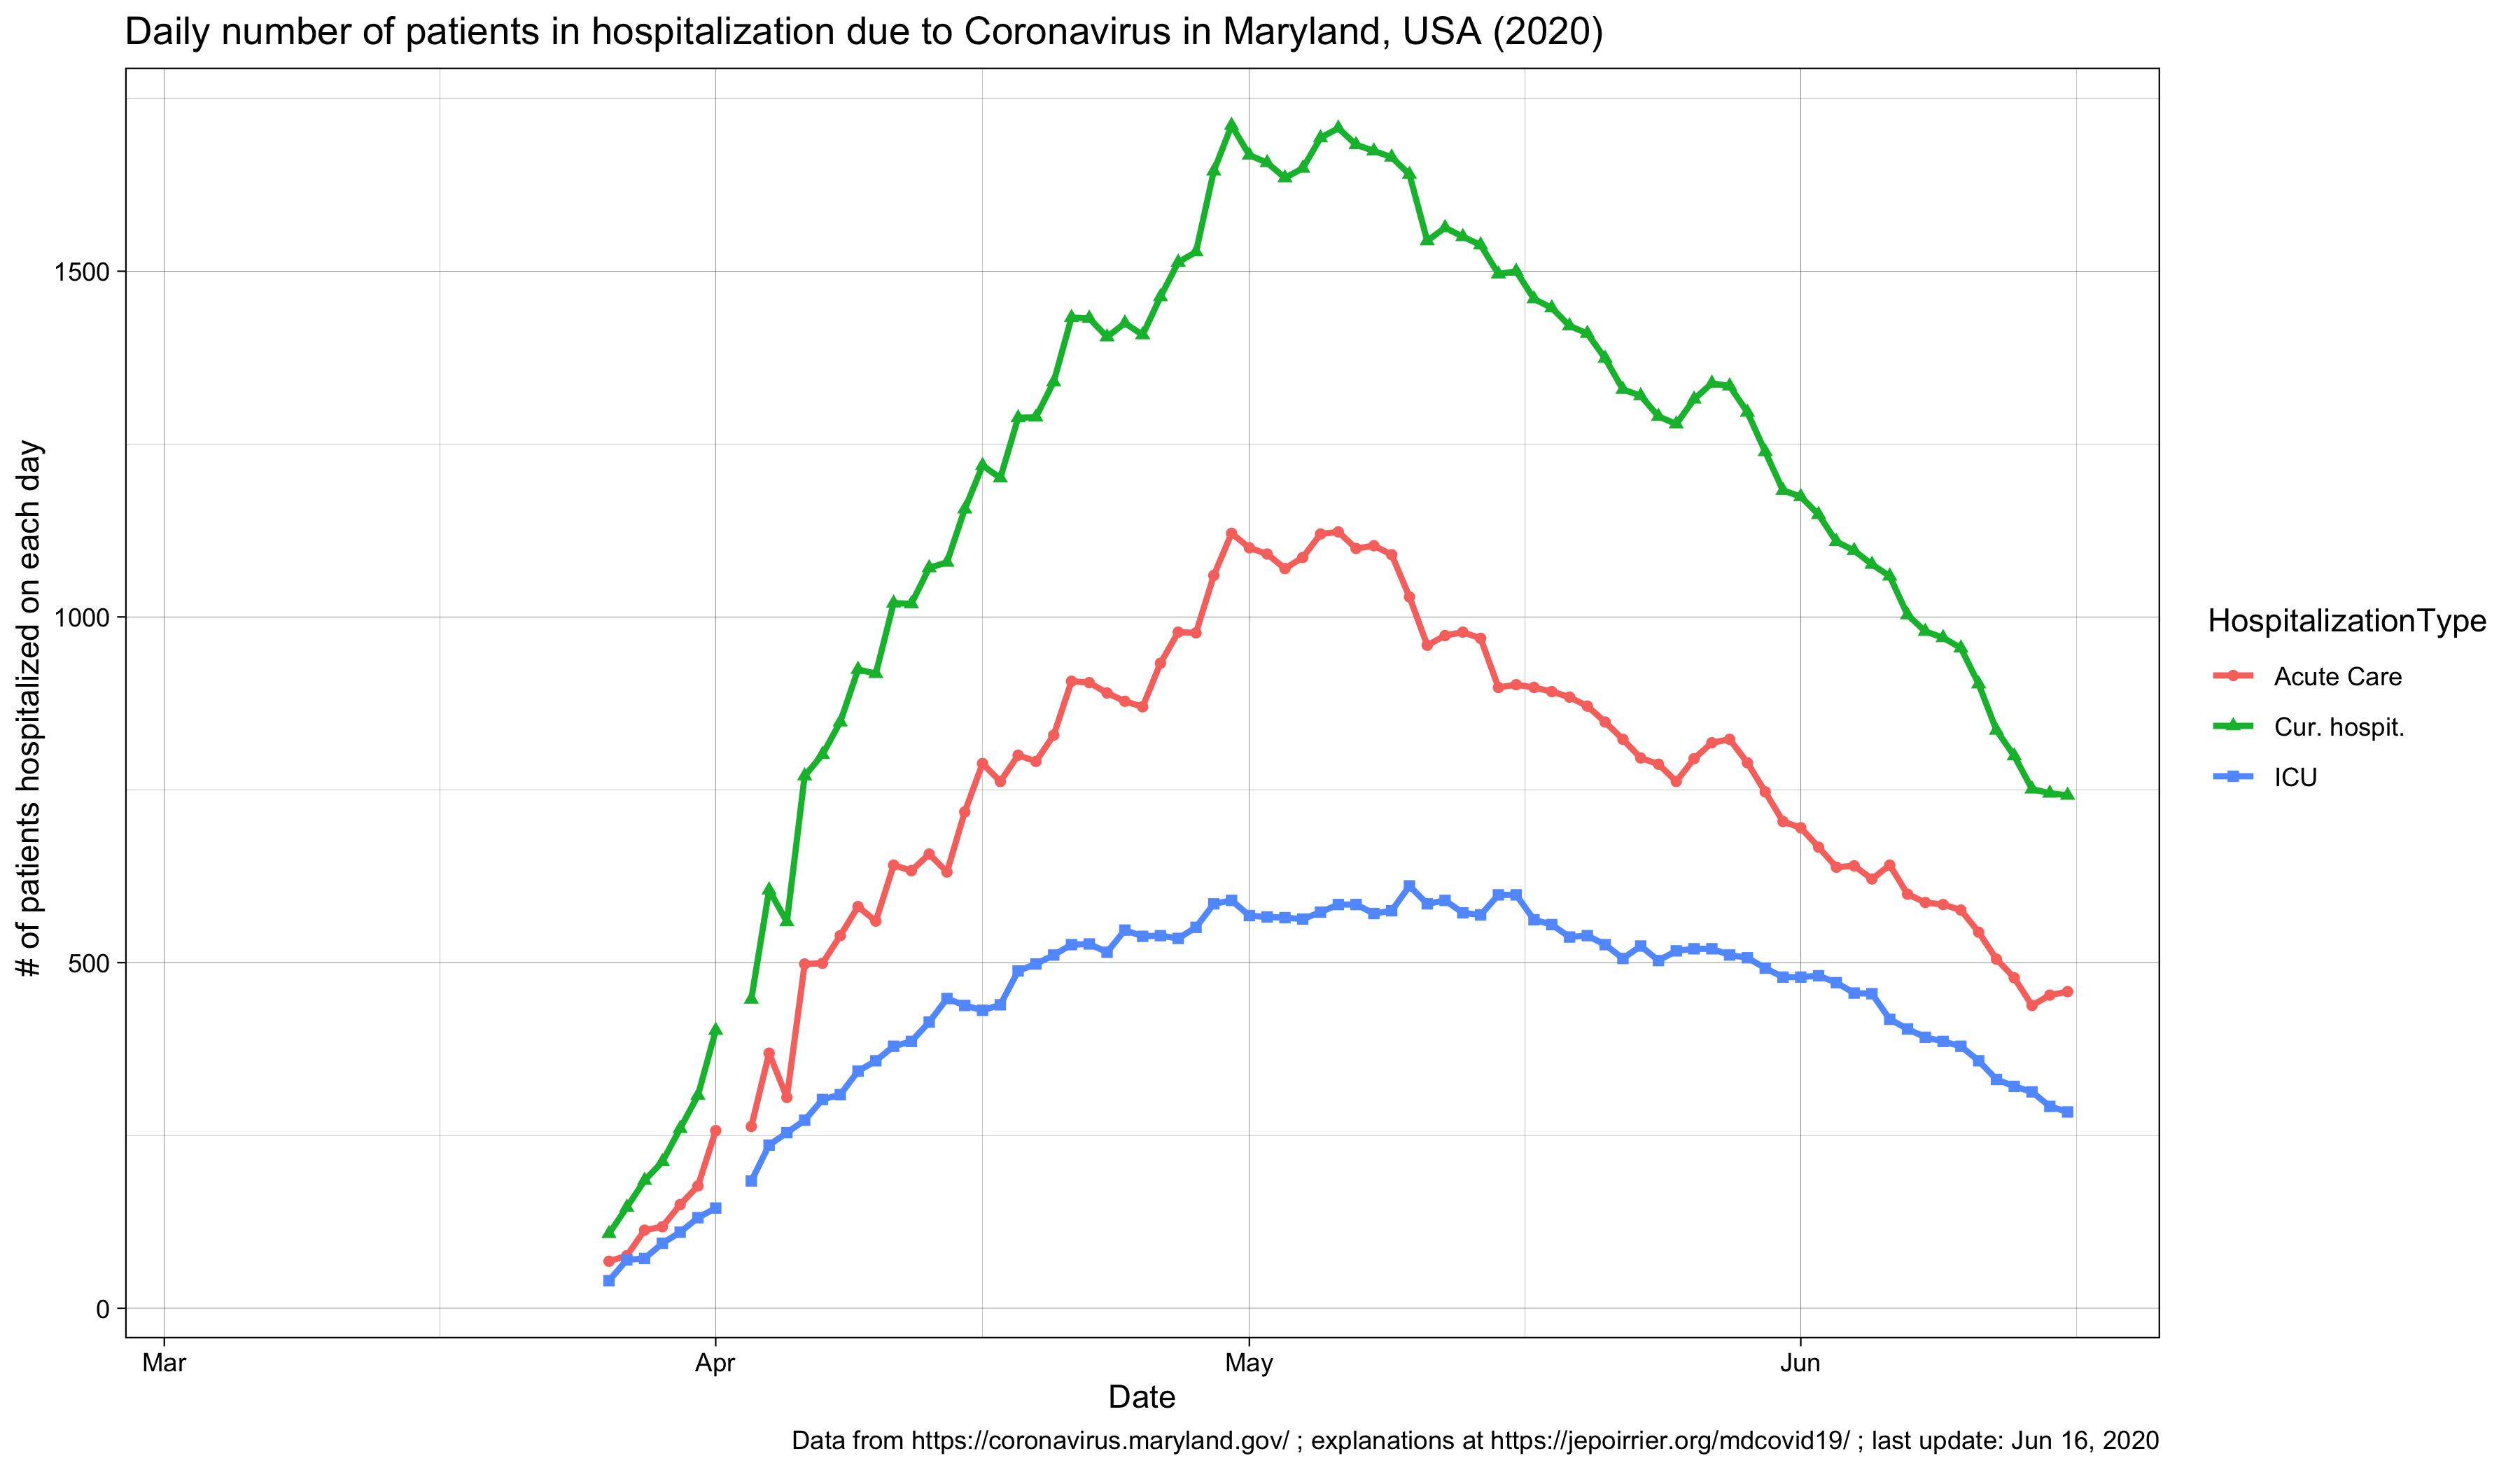 Daily number of patients in hospitalization due to Coronavirus in Maryland, USA (2020)
# of patients hospitalized on each day
1500
1000
500
0
Mar Apr May Jun
Date
HospitalizationType
Acute Care
Cur. hospit.
ICU
Data from https://coronavirus.maryland.gov/ ; explanations at https://jepoirrier.org/mdcovid19/ ; last update: Jun 16, 2020